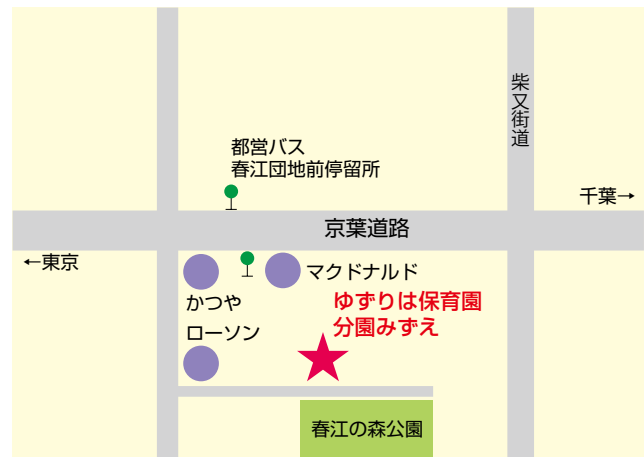 柴又街道
都営バス
春江団地前停留所
千葉→
京葉道路
←東京
マクドナルド
かつや
ゆずりは保育園
分園みずえ
ローソン
春江の森公園